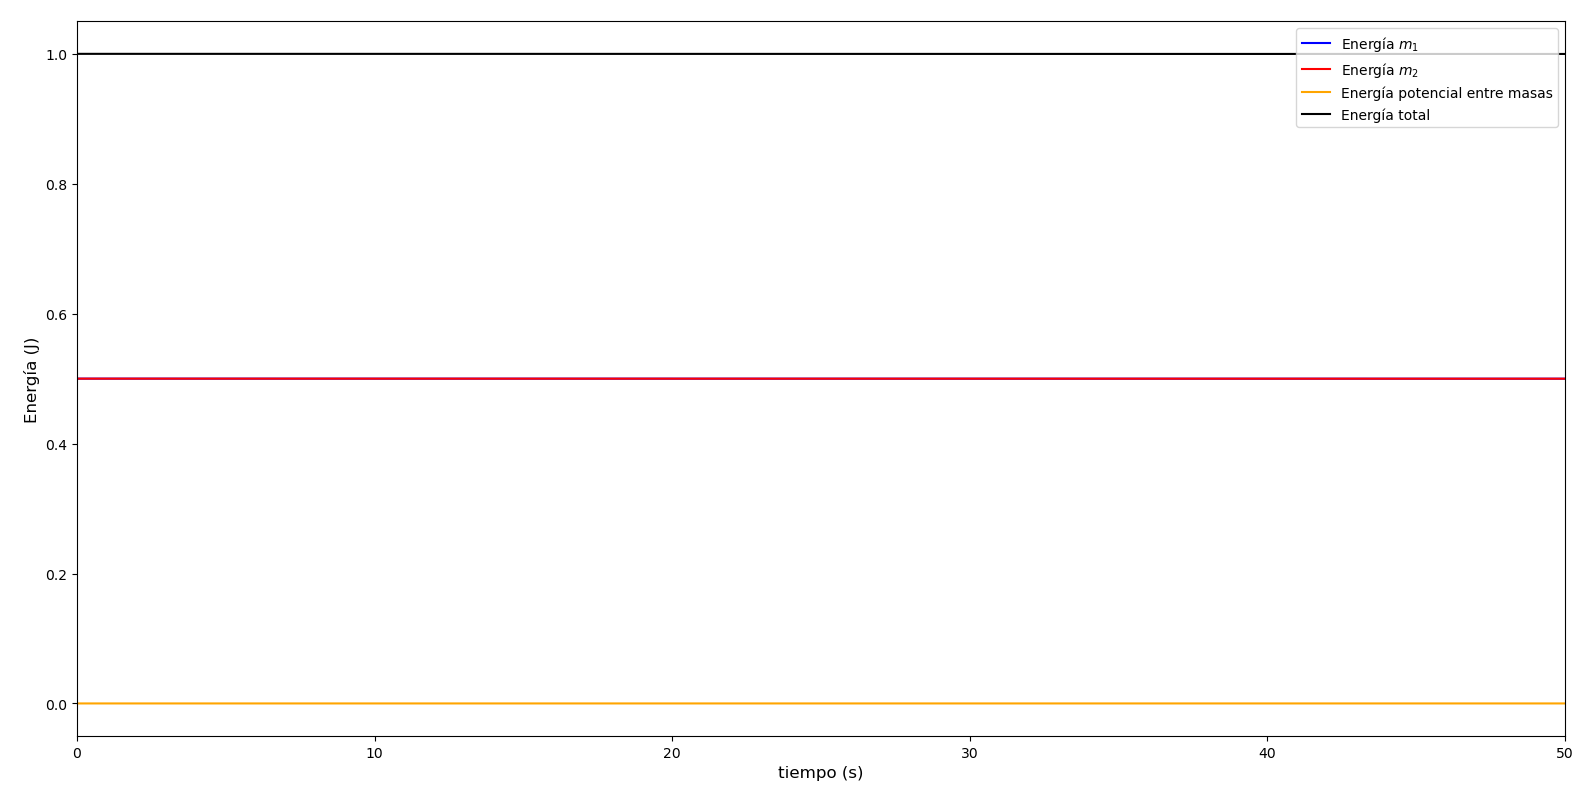 1.0
0.8
0.6
0.4
0.2
0.0
Energía (J)
0 10 20 30 40 50
tiempo (s)
Energía m₁
Energía m₂
Energía potencial entre masas
Energía total